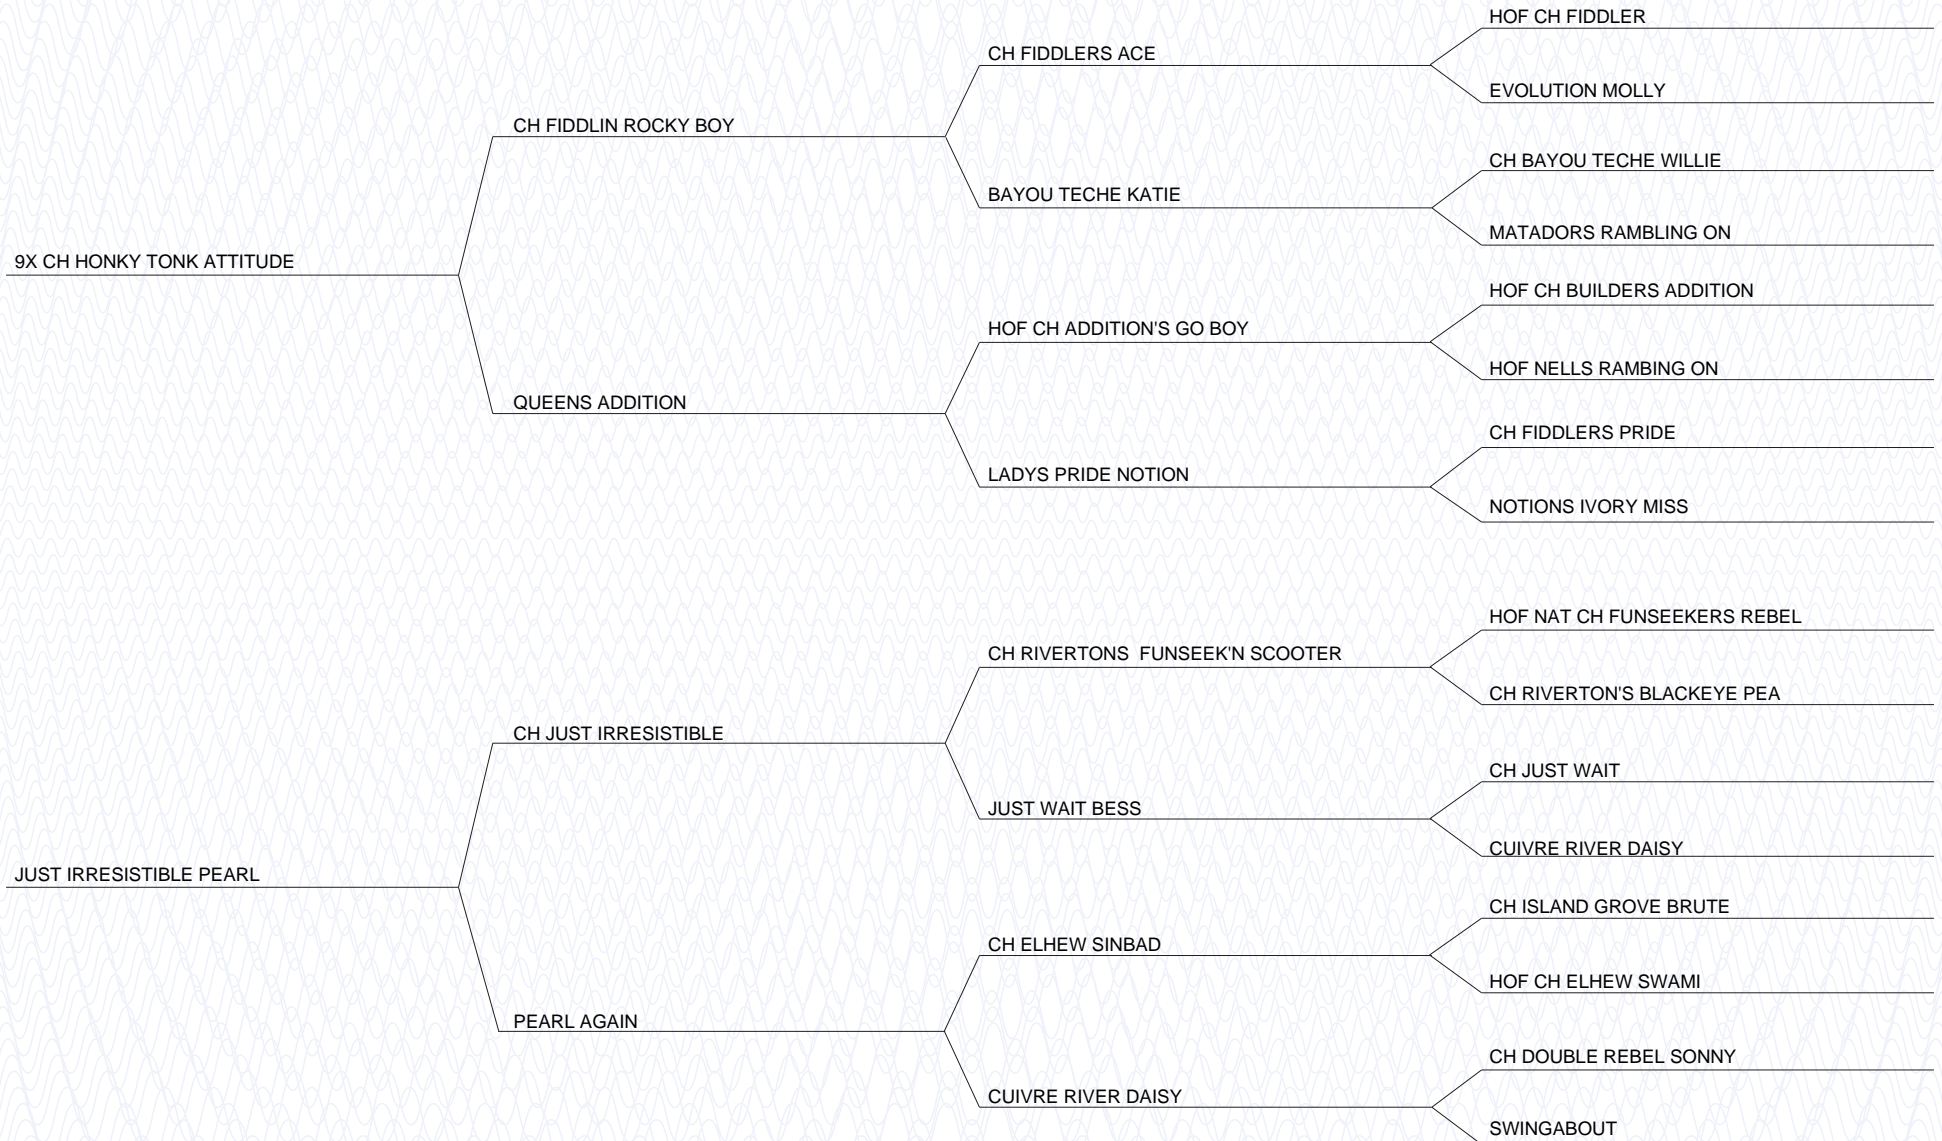 HOF CH FIDDLER
CH FIDDLERS ACE
EVOLUTION MOLLY
CH FIDDLIN ROCKY BOY
CH BAYOU TECHE WILLIE
BAYOU TECHE KATIE
MATADORS RAMBLING ON
9X CH HONKY TONK ATTITUDE
HOF CH BUILDERS ADDITION
HOF CH ADDITION'S GO BOY
HOF NELLS RAMBING ON
QUEENS ADDITION
CH FIDDLERS PRIDE
LADYS PRIDE NOTION
NOTIONS IVORY MISS
HOF NAT CH FUNSEEKERS REBEL
CH RIVERTONS  FUNSEEK'N SCOOTER
CH RIVERTON'S BLACKEYE PEA
CH JUST IRRESISTIBLE
CH JUST WAIT
JUST WAIT BESS
CUIVRE RIVER DAISY
JUST IRRESISTIBLE PEARL
CH ISLAND GROVE BRUTE
CH ELHEW SINBAD
HOF CH ELHEW SWAMI
PEARL AGAIN
CH DOUBLE REBEL SONNY
CUIVRE RIVER DAISY
SWINGABOUT